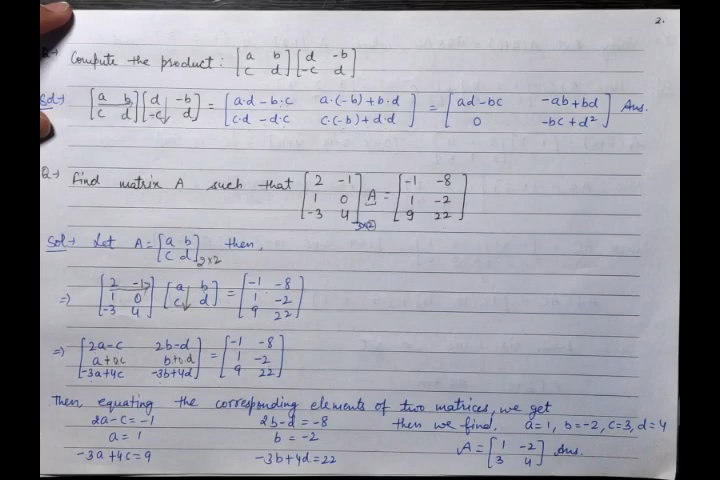 2.
Q→ Compute the product: [a b; c d] [d -b; -c d]
Sol→ [a b; c d] [d -b; -c d] = [a·d - b·c a·(-b)+b·d; c·d - d·c c·(-b)+d·d] = [ad-bc -ab+bd; 0 -bc+d²] Ans.
Q→ Find matrix A such that [2 -1; 1 0; -3 4]3×2 A = [-1 -8; 1 -2; 9 22]
Sol→ Let A = [a b; c d]2×2 then,
⇒ [2 -1; 1 0; -3 4] [a b; c d] = [-1 -8; 1 -2; 9 22]
⇒ [2a-c 2b-d; a+0c b+0d; -3a+4c -3b+4d] = [-1 -8; 1 -2; 9 22]
Then, equating the corresponding elements of two matrices, we get
2a-c = -1 2b-d = -8 then we find, a=1, b=-2, c=3, d=4
a = 1 b = -2 A = [1 -2; 3 4] Ans.
-3a+4c = 9 -3b+4d = 22